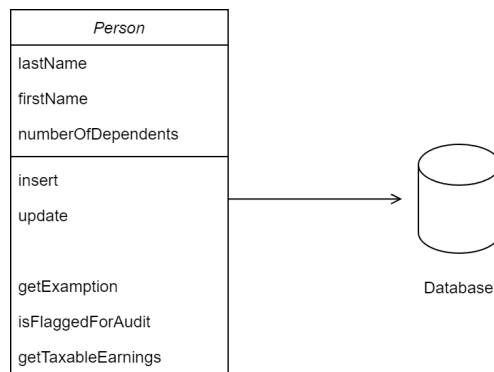 Person
lastName
firstName
numberOfDependents
insert
update
getExamption
isFlaggedForAudit
getTaxableEarnings
Database